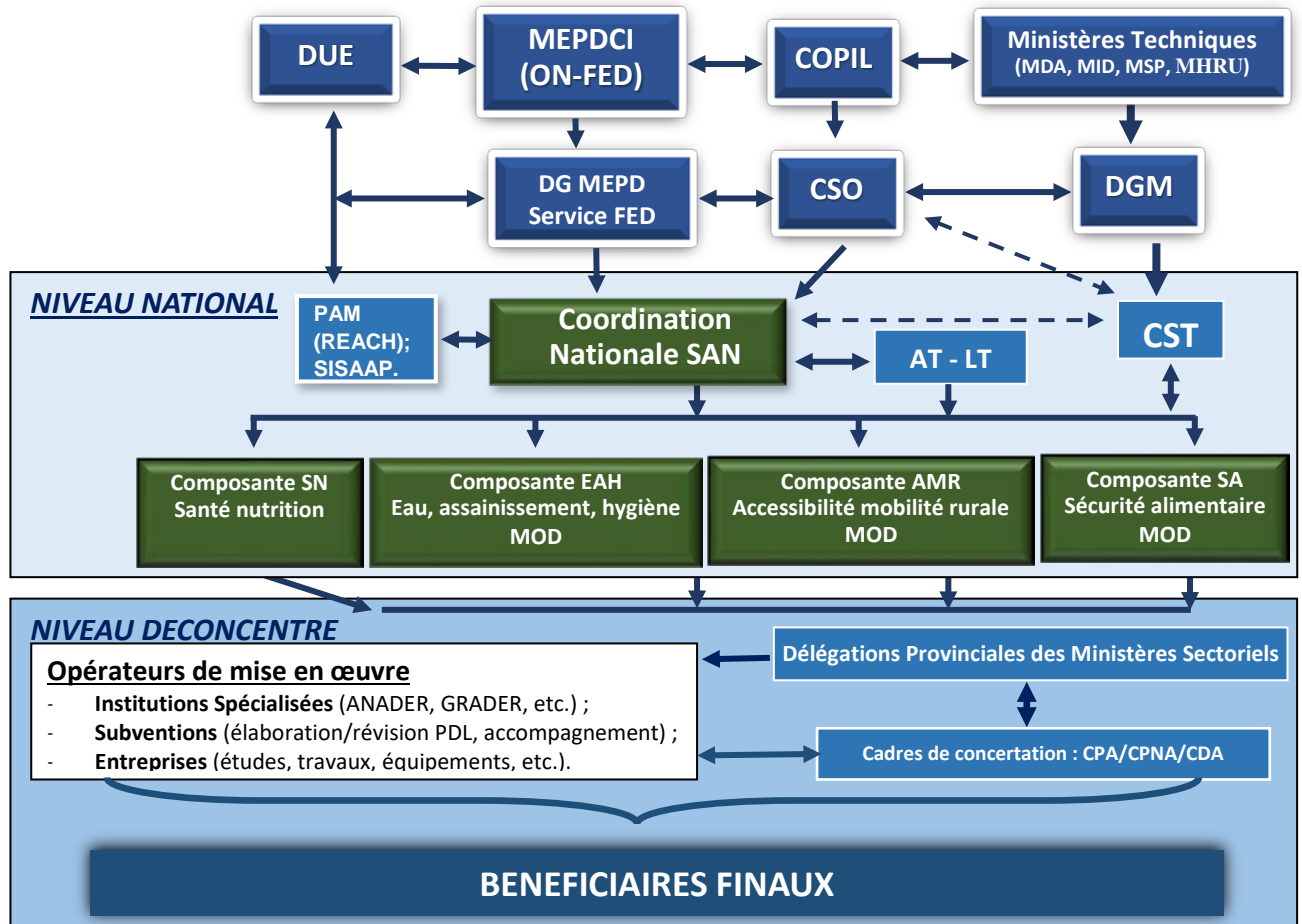 DUE
MEPDCI
(ON-FED)
COPIL
Ministères Techniques
(MDA, MID, MSP, MHRU)
DG MEPD
Service FED
CSO
DGM
NIVEAU NATIONAL
PAM
(REACH);
SISAAP.
Coordination
Nationale SAN
AT - LT
CST
Composante SN
Santé nutrition
Composante EAH
Eau, assainissement, hygiène
MOD
Composante AMR
Accessibilité mobilité rurale
MOD
Composante SA
Sécurité alimentaire
MOD
NIVEAU DECONCENTRE
Opérateurs de mise en œuvre
- Institutions Spécialisées (ANADER, GRADER, etc.) ;
- Subventions (élaboration/révision PDL, accompagnement) ;
- Entreprises (études, travaux, équipements, etc.).
Délégations Provinciales des Ministères Sectoriels
Cadres de concertation : CPA/CPNA/CDA
BENEFICIAIRES FINAUX